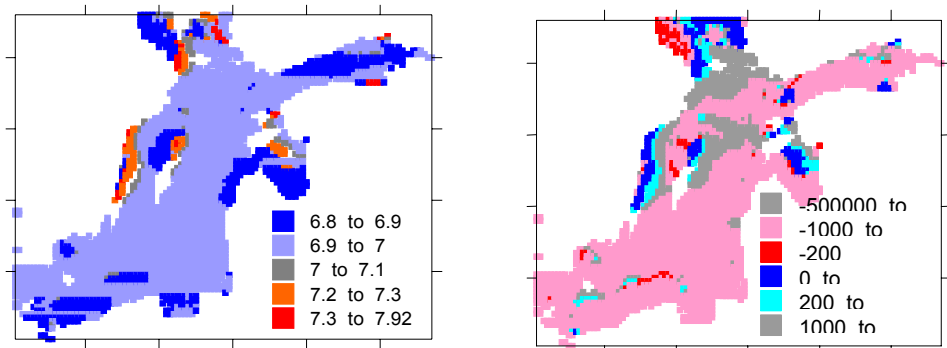 6.8 to 6.9
6.9 to 7
7 to 7.1
7.2 to 7.3
7.3 to 7.92
-500000 to
-1000 to
-200
0 to
200 to
1000 to